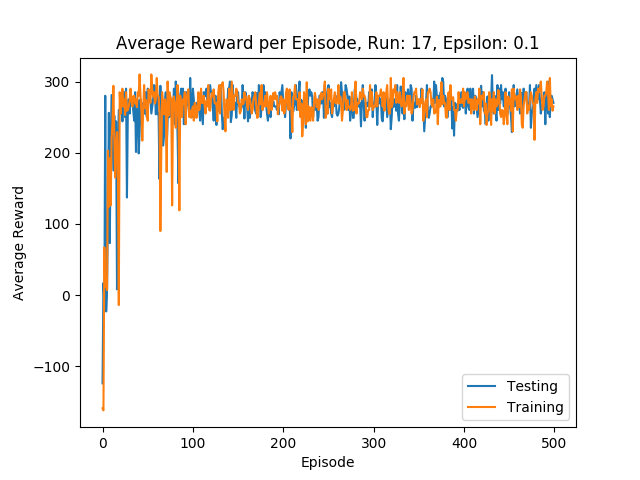 Average Reward per Episode, Run: 17, Epsilon: 0.1
Average Reward
300
200
100
0
−100
0
100
200
300
400
500
Episode
Testing
Training